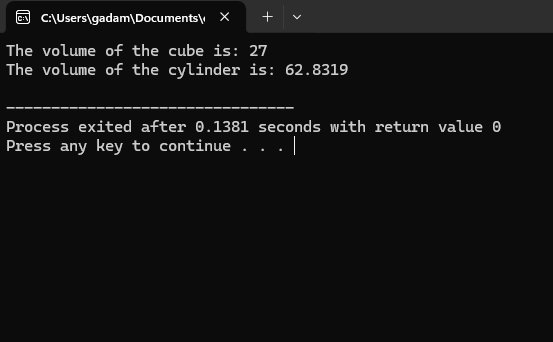 C:\Users\gadam\Documents\
The volume of the cube is: 27
The volume of the cylinder is: 62.8319
--------------------------------
Process exited after 0.1381 seconds with return value 0
Press any key to continue . . .